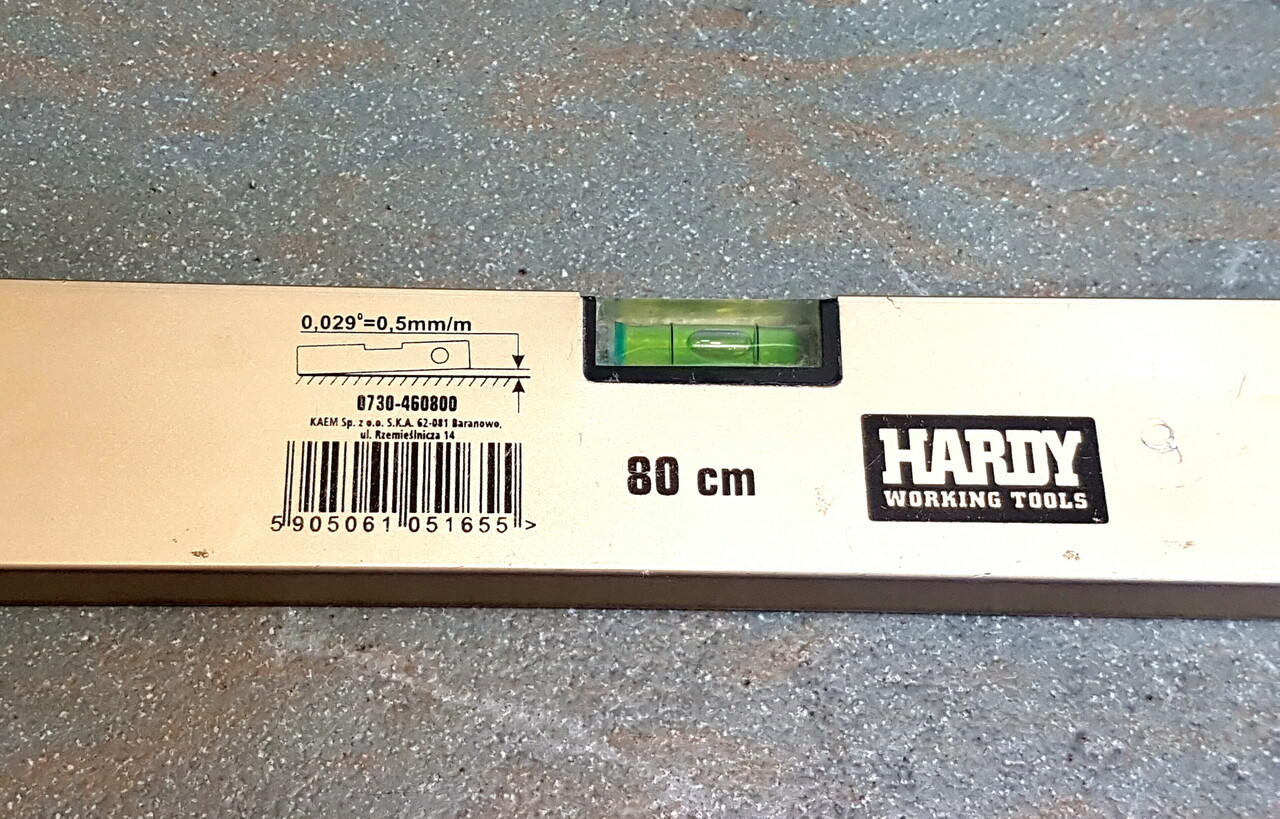 0,029°=0,5mm/m
0730-460800
KAEM Sp. z o.o. S.K.A. 62-081 Baranowo,
ul. Rzemieślnicza 14
5 905061 051655 >
80 cm
HARDY
WORKING TOOLS